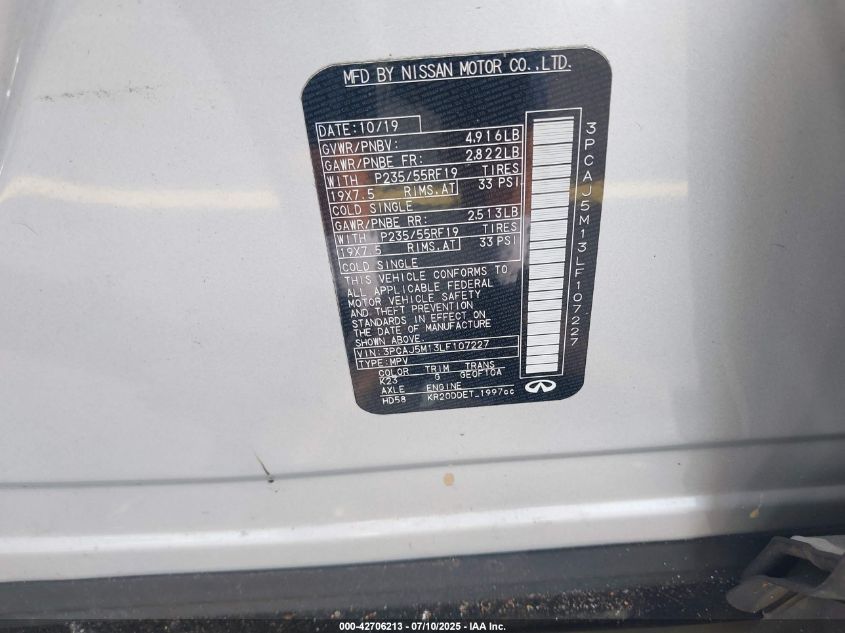 MFD BY NISSAN MOTOR CO.,LTD.
DATE: 10/19
GVWR/PNBV: 4,916LB
GAWR/PNBE FR: 2,822LB
WITH P235/55RF19 TIRES
19X7.5 RIMS.AT 33 PSI
COLD SINGLE
GAWR/PNBE RR: 2,513LB
WITH P235/55RF19 TIRES
19X7.5 RIMS.AT 33 PSI
COLD SINGLE
THIS VEHICLE CONFORMS TO
ALL APPLICABLE FEDERAL
MOTOR VEHICLE SAFETY
AND THEFT PREVENTION
STANDARDS IN EFFECT ON
THE DATE OF MANUFACTURE
SHOWN ABOVE.
VIN: 3PCAJ5M13LF107227
TYPE: MPV
COLOR TRIM TRANS
K23 G GE0F10A
AXLE ENGINE
HD58 KR20DDET_1997cc
3PCAJ5M13LF107227
000-42706213 - 07/10/2025 - IAA Inc.